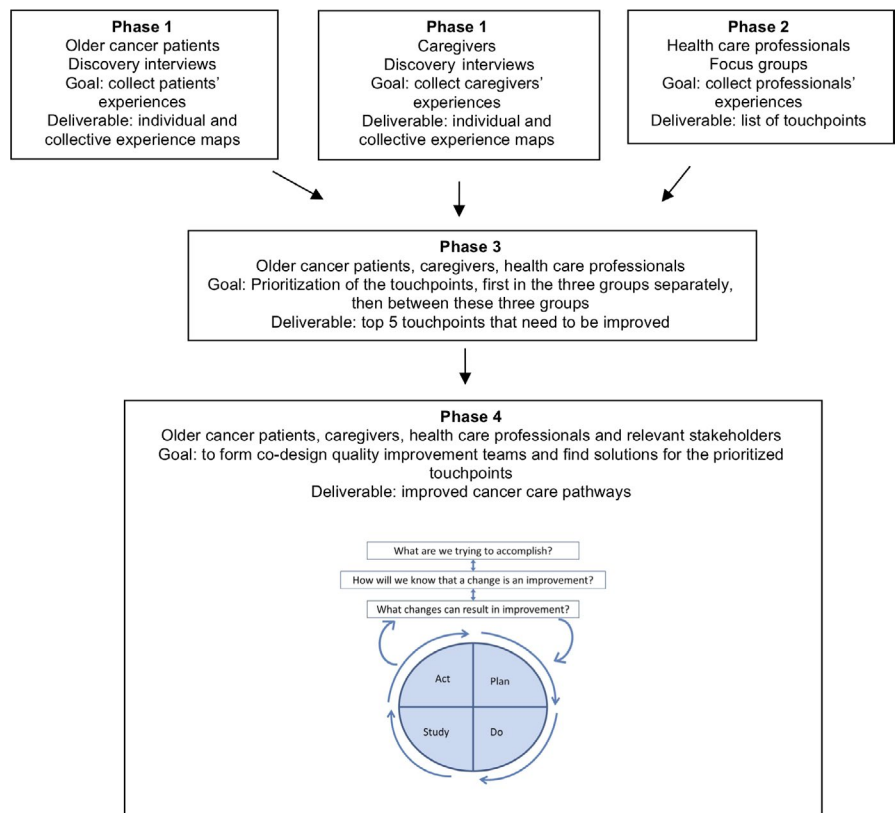 Phase 1
Older cancer patients
Discovery interviews
Goal: collect patients’
experiences
Deliverable: individual and
collective experience maps
Phase 1
Caregivers
Discovery interviews
Goal: collect caregivers’
experiences
Deliverable: individual and
collective experience maps
Phase 2
Health care professionals
Focus groups
Goal: collect professionals’
experiences
Deliverable: list of touchpoints
Phase 3
Older cancer patients, caregivers, health care professionals
Goal: Prioritization of the touchpoints, first in the three groups separately,
then between these three groups
Deliverable: top 5 touchpoints that need to be improved
Phase 4
Older cancer patients, caregivers, health care professionals and relevant stakeholders
Goal: to form co-design quality improvement teams and find solutions for the prioritized
touchpoints
Deliverable: improved cancer care pathways
What are we trying to accomplish?
How will we know that a change is an improvement?
What changes can result in improvement?
Act
Plan
Study
Do